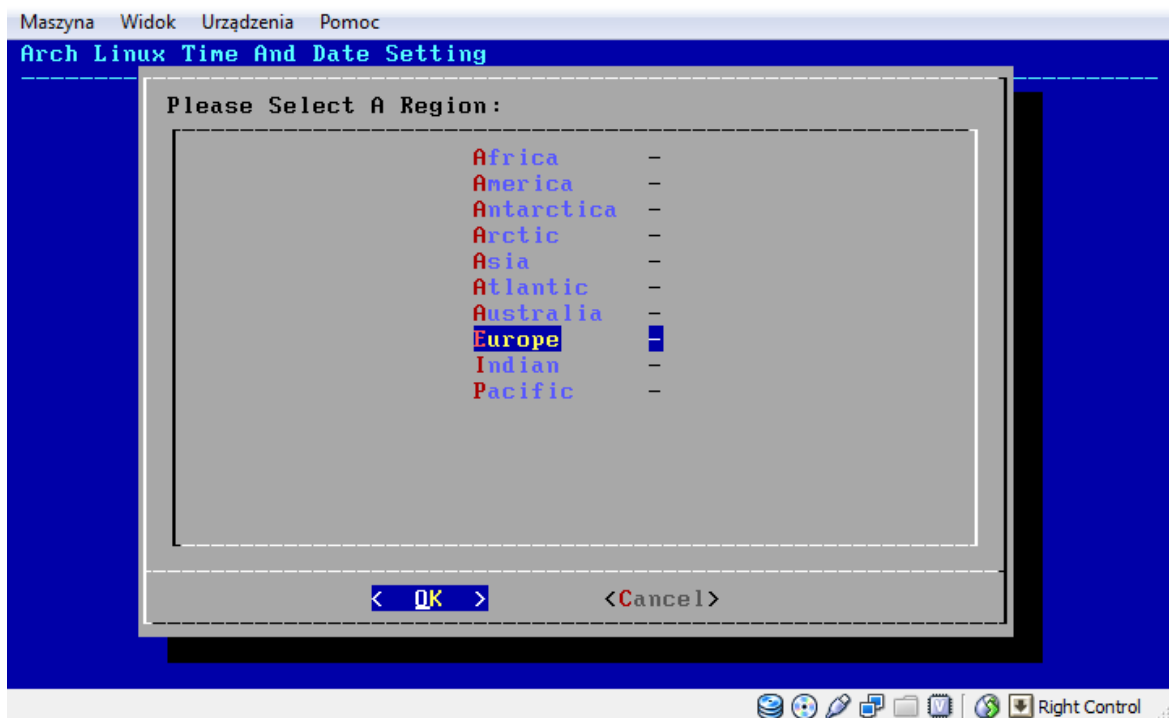 Maszyna Widok Urządzenia Pomoc
Arch Linux Time And Date Setting
Please Select A Region:
Africa -
America -
Antarctica -
Arctic -
Asia -
Atlantic -
Australia -
Europe -
Indian -
Pacific -
< OK > <Cancel>
Right Control